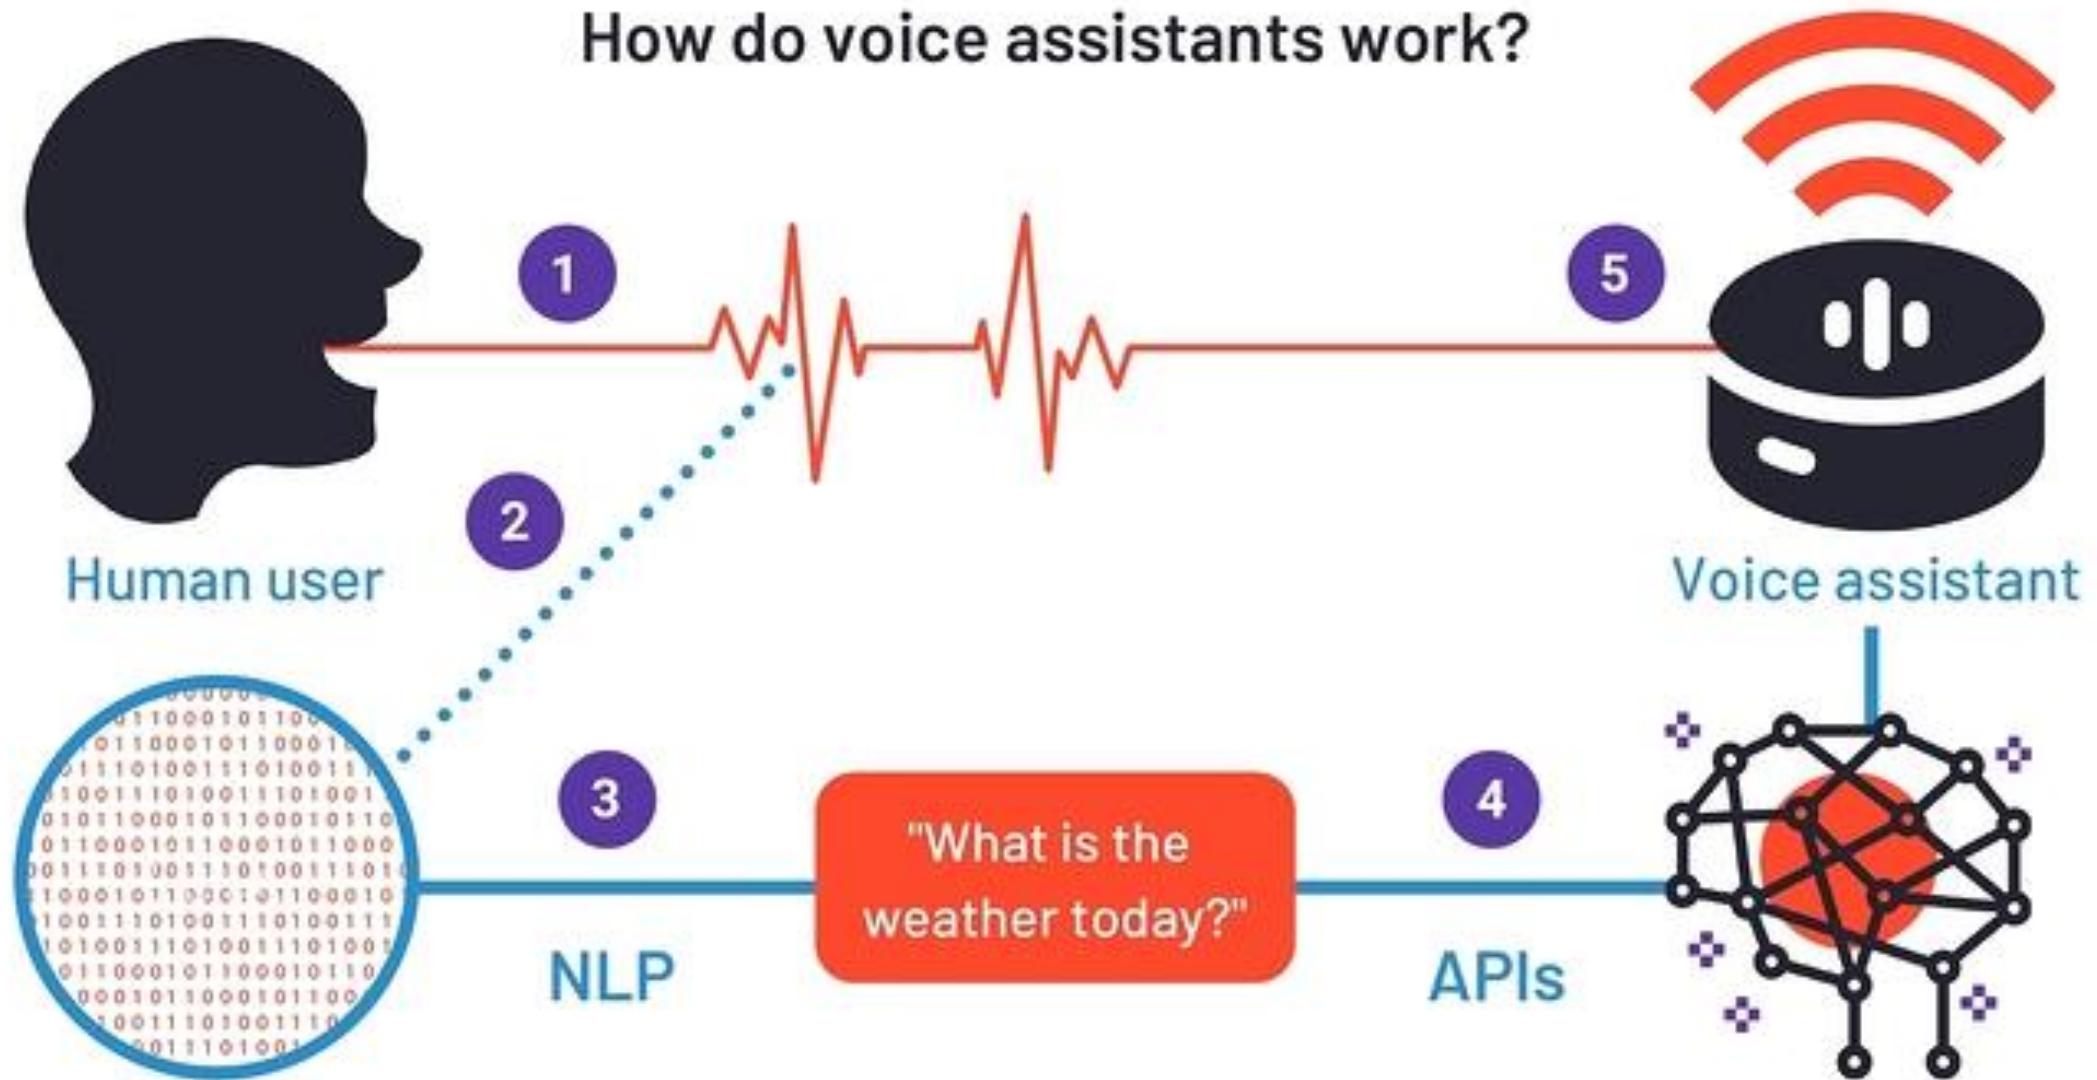 How do voice assistants work?
1
5
2
Human user
Voice assistant
3
4
"What is the
weather today?"
NLP
APIs